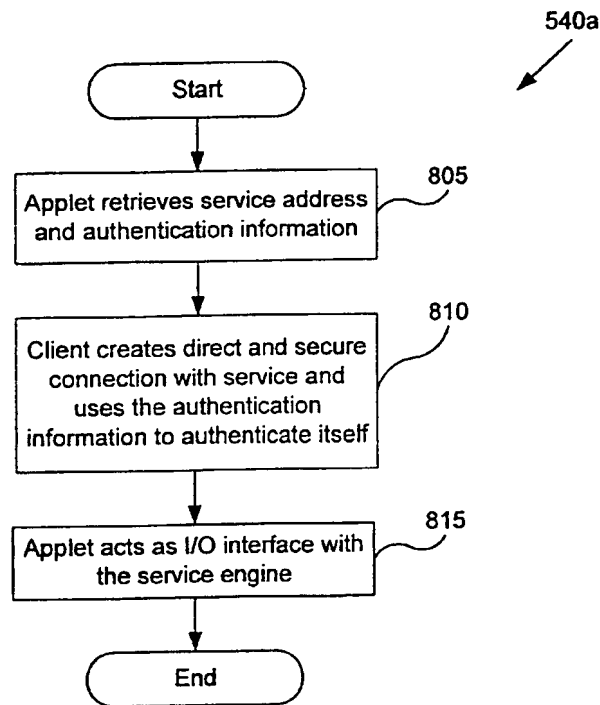 540a
Start
805
Applet retrieves service address
and authentication information
810
Client creates direct and secure
connection with service and
uses the authentication
information to authenticate itself
815
Applet acts as I/O interface with
the service engine
End